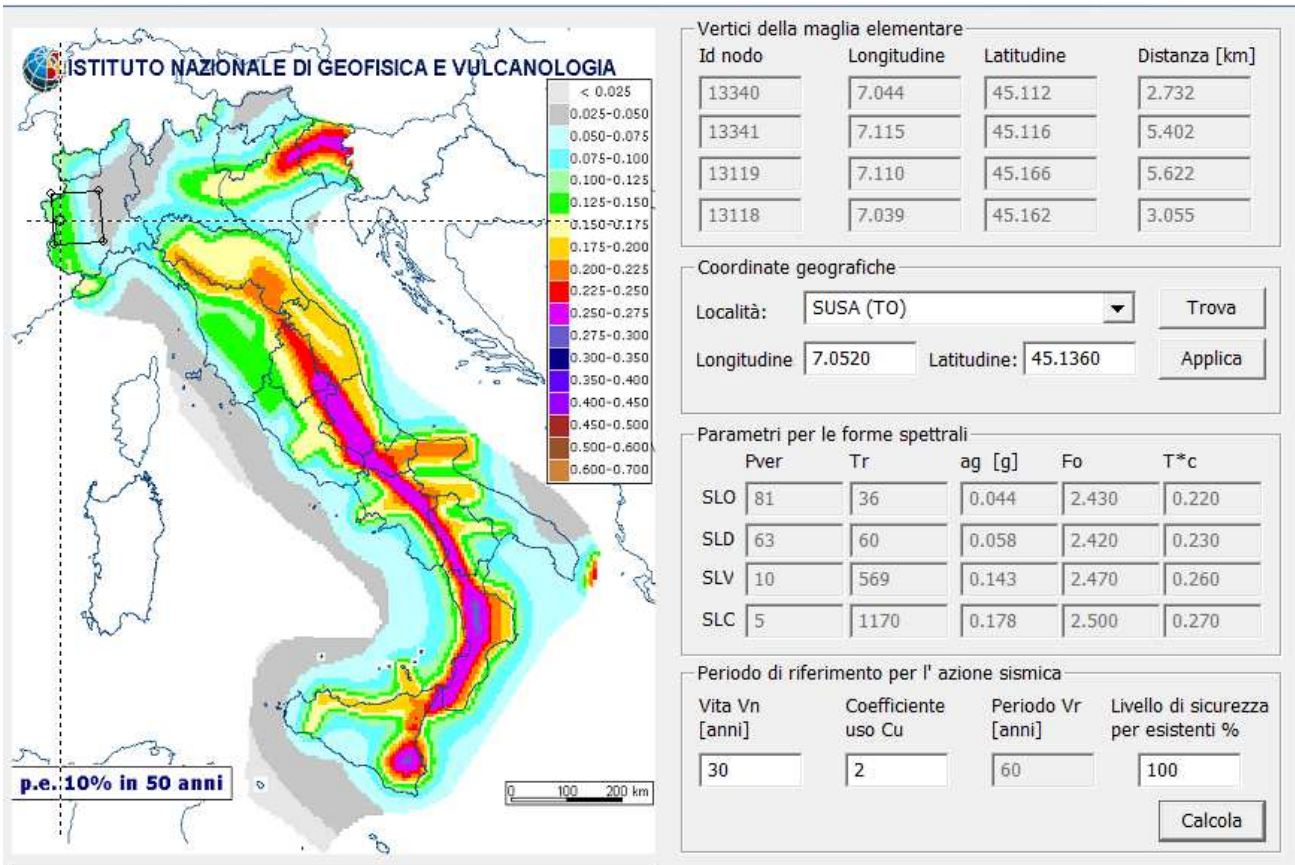 ISTITUTO NAZIONALE DI GEOFISICA E VULCANOLOGIA
< 0.025
0.025-0.050
0.050-0.075
0.075-0.100
0.100-0.125
0.125-0.150
0.150-0.175
0.175-0.200
0.200-0.225
0.225-0.250
0.250-0.275
0.275-0.300
0.300-0.350
0.350-0.400
0.400-0.450
0.450-0.500
0.500-0.600
0.600-0.700
p.e. 10% in 50 anni
0 100 200 km
Vertici della maglia elementare
Id nodo Longitudine Latitudine Distanza [km]
13340 7.044 45.112 2.732
13341 7.115 45.116 5.402
13119 7.110 45.166 5.622
13118 7.039 45.162 3.055
Coordinate geografiche
Località: SUSA (TO) Trova
Longitudine 7.0520 Latitudine: 45.1360 Applica
Parametri per le forme spettrali
Pver Tr ag [g] Fo T*c
SLO 81 36 0.044 2.430 0.220
SLD 63 60 0.058 2.420 0.230
SLV 10 569 0.143 2.470 0.260
SLC 5 1170 0.178 2.500 0.270
Periodo di riferimento per l' azione sismica
Vita Vn Coefficiente Periodo Vr Livello di sicurezza
[anni] uso Cu [anni] per esistenti %
30 2 60 100
Calcola